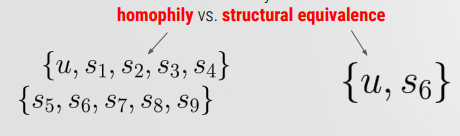 homophily vs. structural equivalence
{u, s₁, s₂, s₃, s₄}
{s₅, s₆, s₇, s₈, s₉}
{u, s₆}